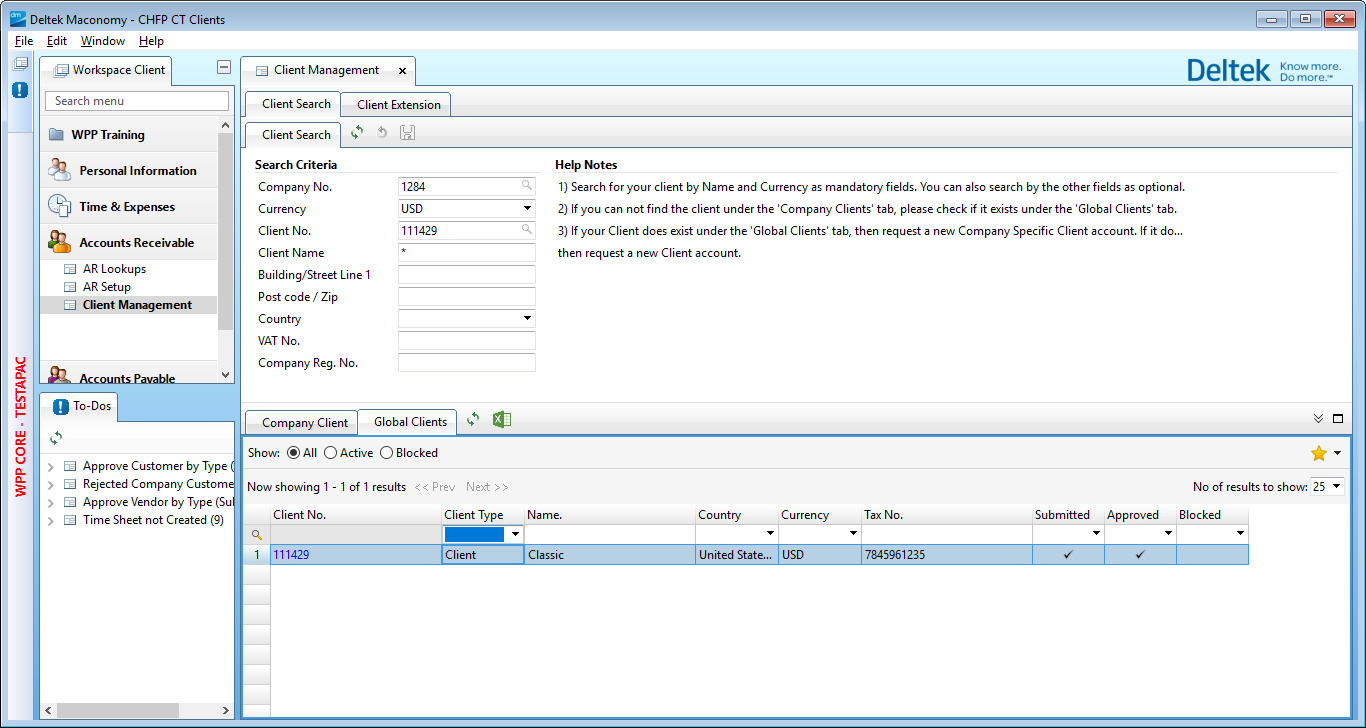 dm Deltek Maconomy - CHFP CT Clients
File Edit Window Help
Workspace Client
Client Management
Deltek Know more. Do more.™
Search menu
WPP Training
Personal Information
Time & Expenses
Accounts Receivable
AR Lookups
AR Setup
Client Management
Accounts Payable
WPP CORE - TESTAPAC
To-Dos
Approve Customer by Type (
Rejected Company Custome
Approve Vendor by Type (Su
Time Sheet not Created (9)
Client Search Client Extension
Client Search
Search Criteria
Company No. 1284
Currency USD
Client No. 111429
Client Name *
Building/Street Line 1
Post code / Zip
Country
VAT No.
Company Reg. No.
Help Notes
1) Search for your client by Name and Currency as mandatory fields. You can also search by the other fields as optional.
2) If you can not find the client under the 'Company Clients' tab, please check if it exists under the 'Global Clients' tab.
3) If your Client does exist under the 'Global Clients' tab, then request a new Company Specific Client account. If it do...
then request a new Client account.
Company Client Global Clients
Show: All Active Blocked
Now showing 1 - 1 of 1 results << Prev Next >> No of results to show: 25
Client No. Client Type Name. Country Currency Tax No. Submitted Approved Blocked
1 111429 Client Classic United State... USD 7845961235 ✓ ✓